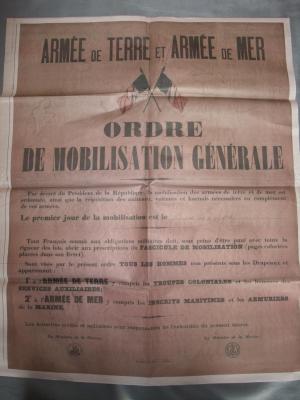 ARMÉE DE TERRE ET ARMÉE DE MER
ORDRE
DE MOBILISATION GÉNÉRALE
Par décret du Président de la République, la mobilisation des armées de terre et de mer est
ordonnée, ainsi que la réquisition des animaux, voitures et harnais nécessaires au complément
de ces armées.
Le premier jour de la mobilisation est le
Tout Français soumis aux obligations militaires doit, sous peine d'être puni avec toute la
rigueur des lois, obéir aux prescriptions du FASCICULE DE MOBILISATION (pages coloriées
placées dans son livret).
Sont visés par le présent ordre TOUS LES HOMMES non présents sous les Drapeaux et
appartenant :
1° à l'ARMÉE DE TERRE y compris les TROUPES COLONIALES et les hommes des
SERVICES AUXILIAIRES;
2° à l'ARMÉE DE MER y compris les INSCRITS MARITIMES et les ARMURIERS
de la MARINE.
Les Autorités civiles et militaires sont responsables de l'exécution du présent décret.
Le Ministre de la Guerre,
Le Ministre de la Marine,